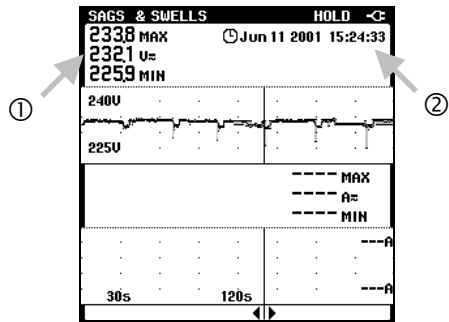 SAGS & SWELLS HOLD
233.8 MAX Jun 11 2001 15:24:33
232.1 V≂
225.9 MIN
① ②
240V
225V
---- MAX
---- A≂
---- MIN
---A
---A
30s 120s